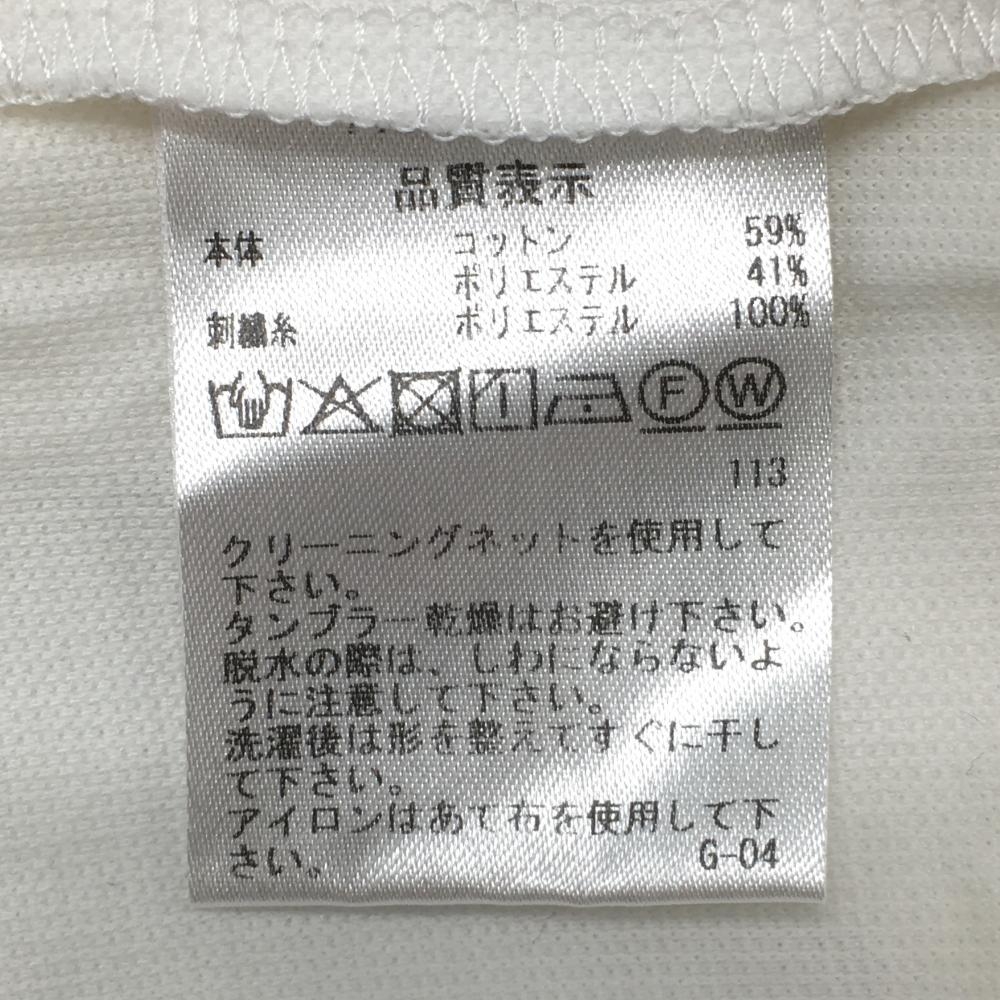 品質表示
本体 コットン 59%
ポリエステル 41%
刺繍糸 ポリエステル 100%
F W
113
クリーニングネットを使用して
下さい。
タンブラー乾燥はお避け下さい。
脱水の際は、しわにならないよ
うに注意して下さい。
洗濯後は形を整えてすぐに干し
て下さい。
アイロンはあて布を使用して下
さい。 G-04